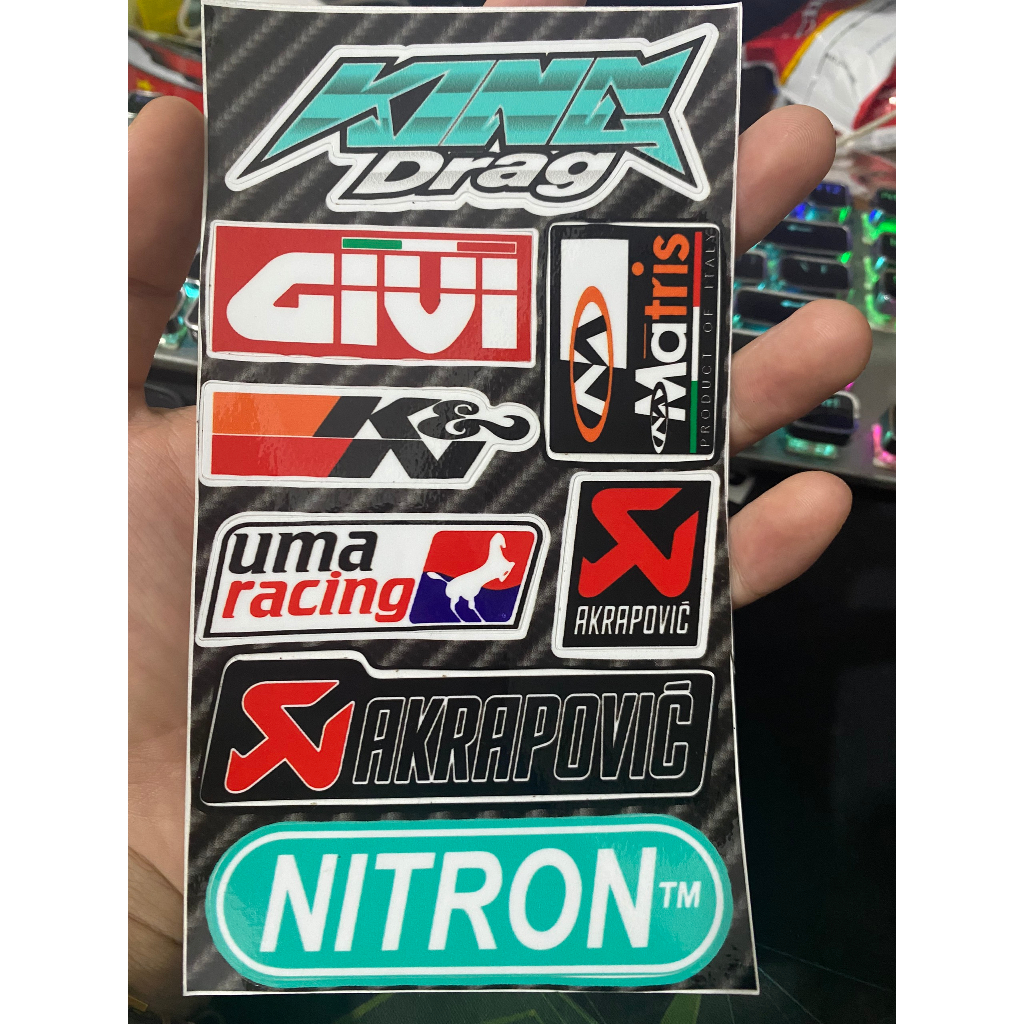 KING
Drag
GIVI
Matris
PRODUCT OF ITALY
K&N
uma
racing
AKRAPOVIČ
AKRAPOVIČ
NITRON™